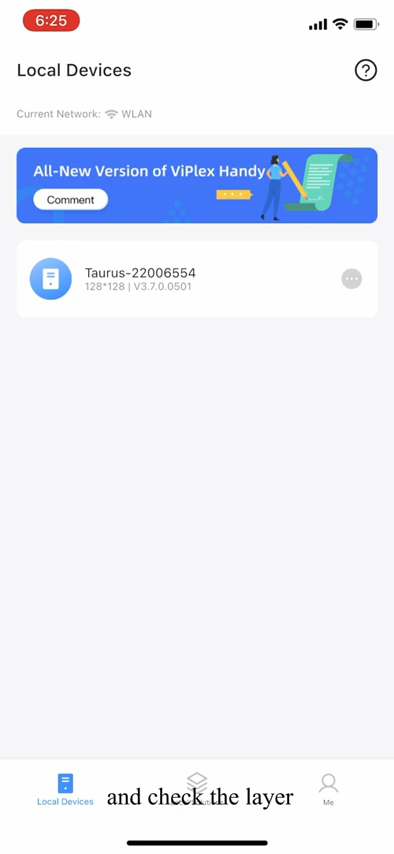 6:25
Local Devices
Current Network: WLAN
All-New Version of ViPlex Handy
Comment
Taurus-22006554
128*128 | V3.7.0.0501
and check the layer
Local Devices
Me